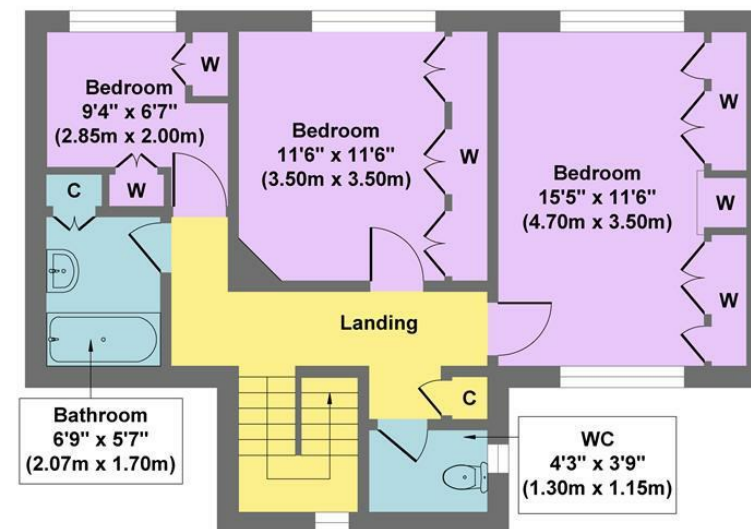 Bedroom
9'4" x 6'7"
(2.85m x 2.00m)
W
W
C
Bedroom
11'6" x 11'6"
(3.50m x 3.50m)
W
Bedroom
15'5" x 11'6"
(4.70m x 3.50m)
W
W
W
Landing
C
Bathroom
6'9" x 5'7"
(2.07m x 1.70m)
WC
4'3" x 3'9"
(1.30m x 1.15m)